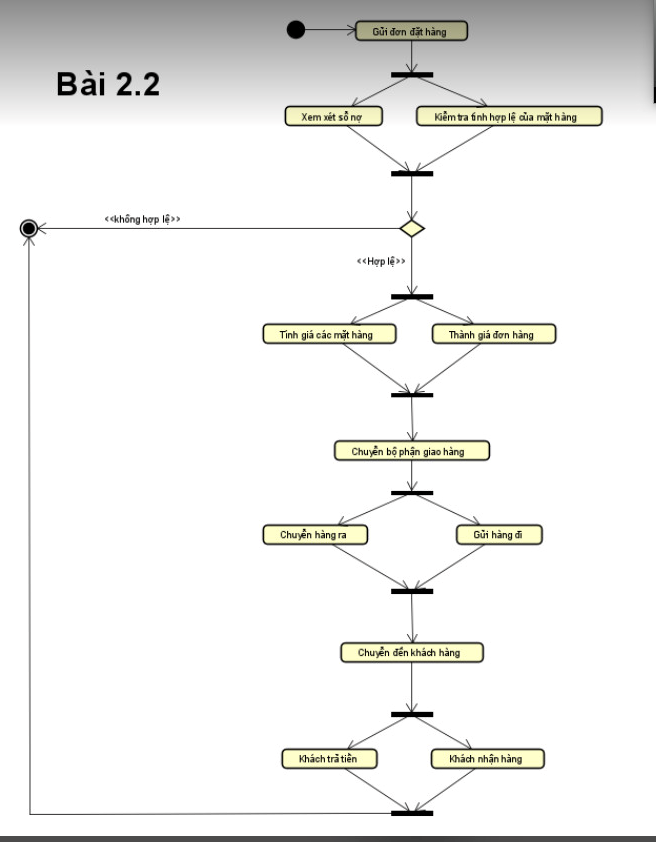 Gửi đơn đặt hàng
Bài 2.2
Xem xét sổ nợ
Kiểm tra tính hợp lệ của mặt hàng
<<không hợp lệ>>
<<Hợp lệ>>
Tính giá các mặt hàng
Thành giá đơn hàng
Chuyển bộ phận giao hàng
Chuyển hàng ra
Gửi hàng đi
Chuyển đến khách hàng
Khách trả tiền
Khách nhận hàng